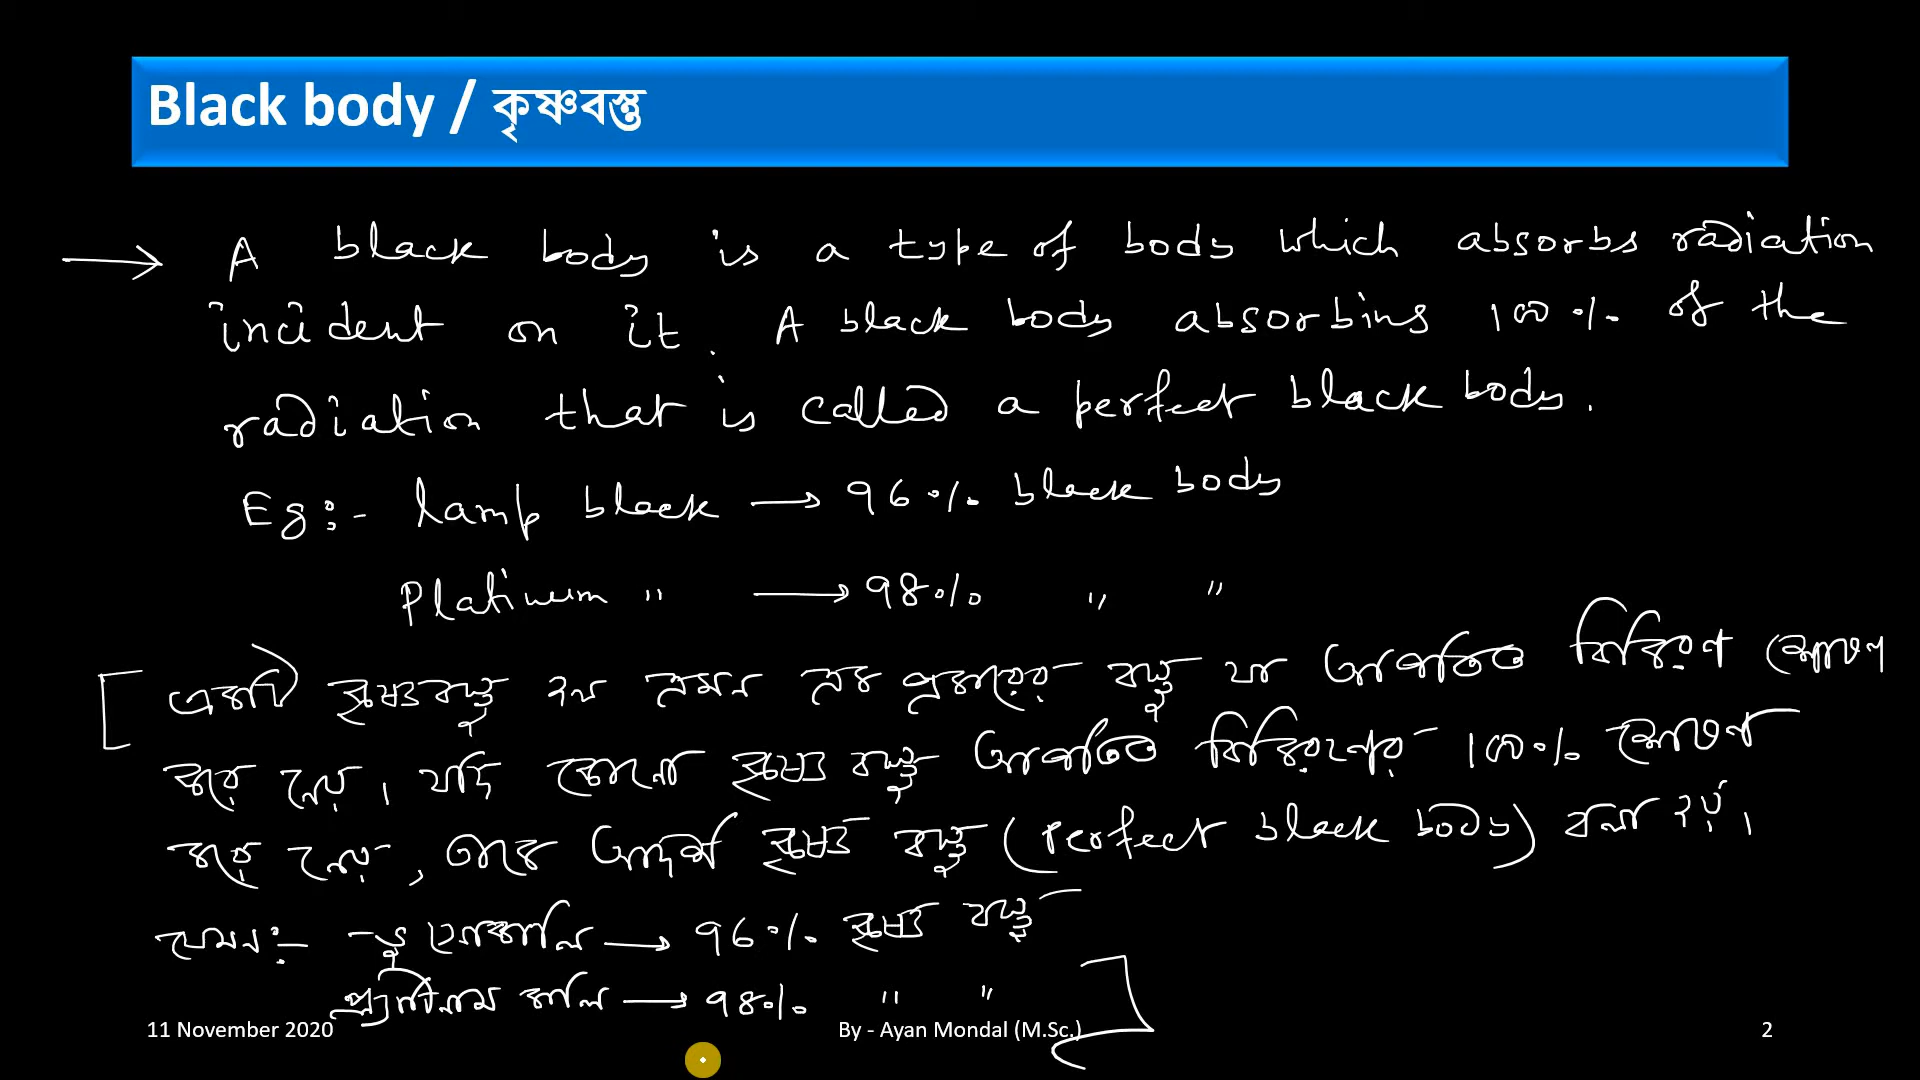 Black body / কৃষ্ণবস্তু
→ A black body is a type of body which absorbs radiation
incident on it. A black body absorbins 100% of the
radiation that is called a perfect black body.
Eg:- Lamp black → 96% black body
Platinum " → 98% " "
[একটি কৃষ্ণবস্তু হল এমন এক প্রকারের বস্তু যা আপতিত বিকিরণ শোষণ
করে নেয়। যদি কোনো কৃষ্ণ বস্তু আপতিত বিকিরণের 100% শোষণ
করে নেয়, তাকে আদর্শ কৃষ্ণ বস্তু (Perfect black body) বলা হয়।
যেমন:- ভুষোকালি → 96% কৃষ্ণ বস্তু
প্ল্যাটিনাম কালি → 98% " " ]
11 November 2020 By - Ayan Mondal (M.Sc.) 2